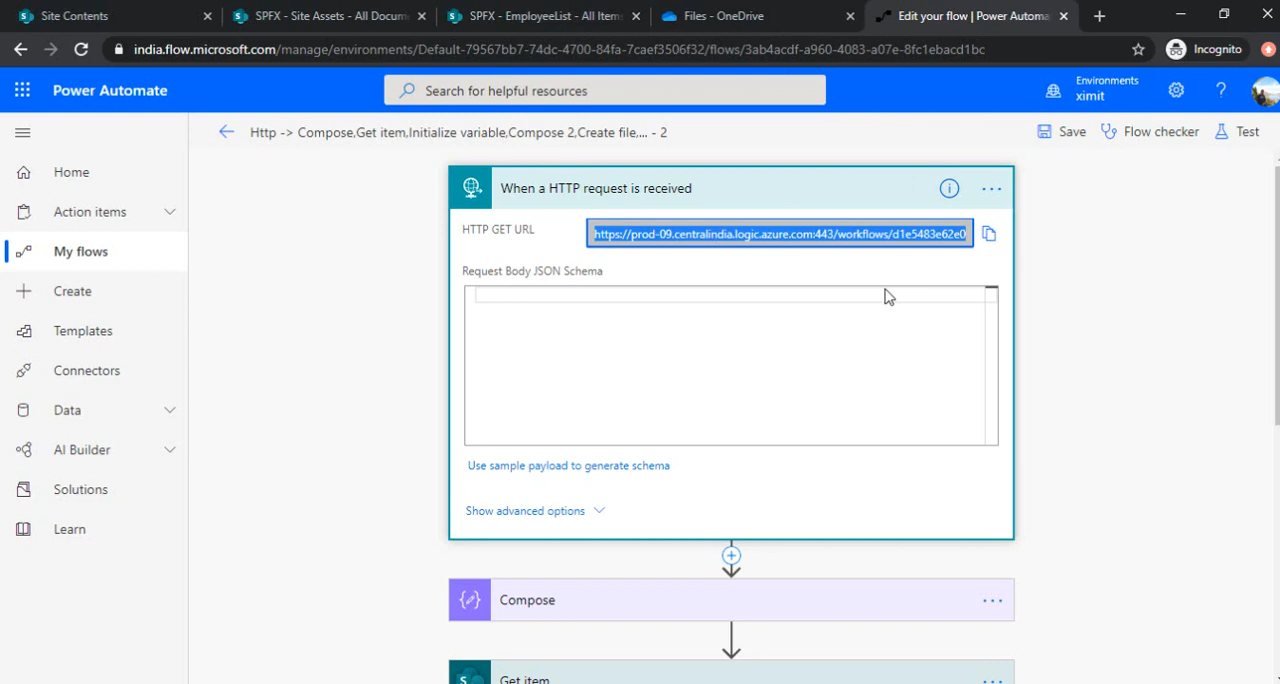 Site Contents
SPFX - Site Assets - All Docum
SPFX - EmployeeList - All Item
Files - OneDrive
Edit your flow | Power Automa
india.flow.microsoft.com/manage/environments/Default-79567bb7-74dc-4700-84fa-7caef3506f32/flows/3ab4acdf-a960-4083-a07e-8fc1ebacd1bc
Incognito
Power Automate
Search for helpful resources
Environments
ximit
Http -> Compose,Get item,Initialize variable,Compose 2,Create file,... - 2
Save
Flow checker
Test
Home
Action items
My flows
Create
Templates
Connectors
Data
AI Builder
Solutions
Learn
When a HTTP request is received
HTTP GET URL
https://prod-09.centralindia.logic.azure.com:443/workflows/d1e5483e62e0
Request Body JSON Schema
Use sample payload to generate schema
Show advanced options
Compose
Get item